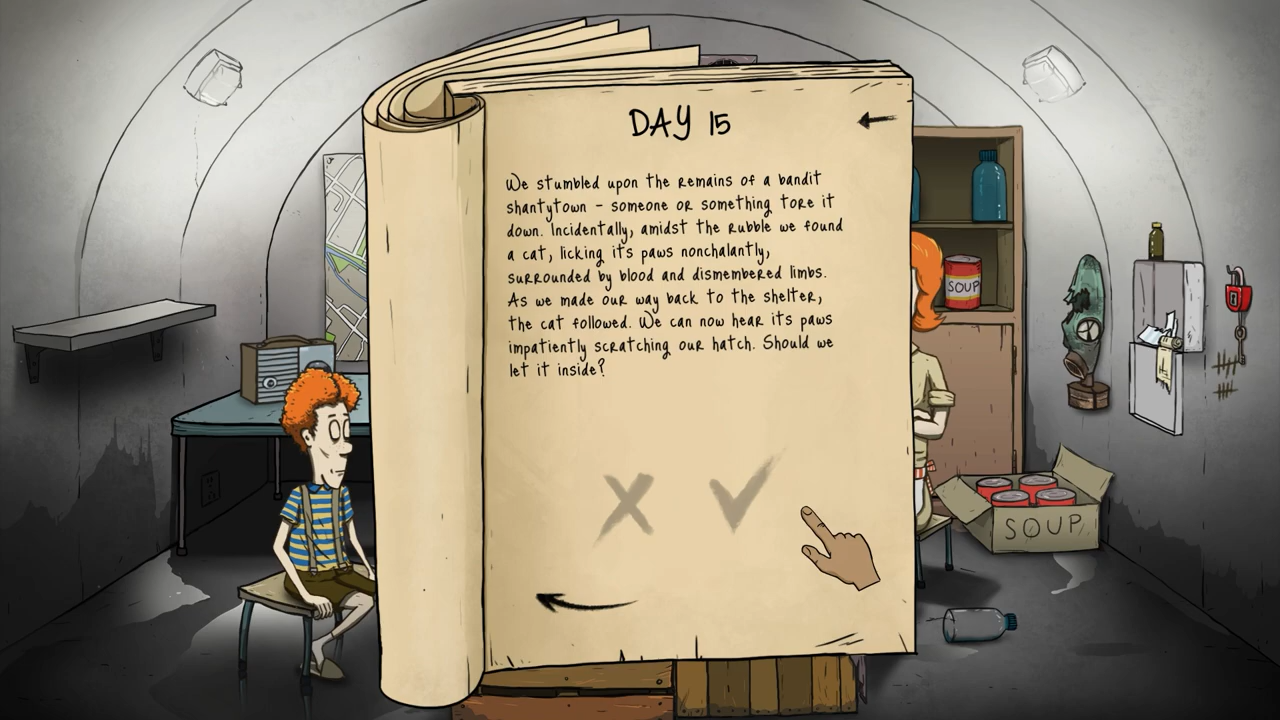 DAY 15
We stumbled upon the remains of a bandit
shantytown - someone or something tore it
down. Incidentally, amidst the rubble we found
a cat, licking its paws nonchalantly,
surrounded by blood and dismembered limbs.
As we made our way back to the shelter,
the cat followed. We can now hear its paws
impatiently scratching our hatch. Should we
let it inside?
SOUP
SOUP